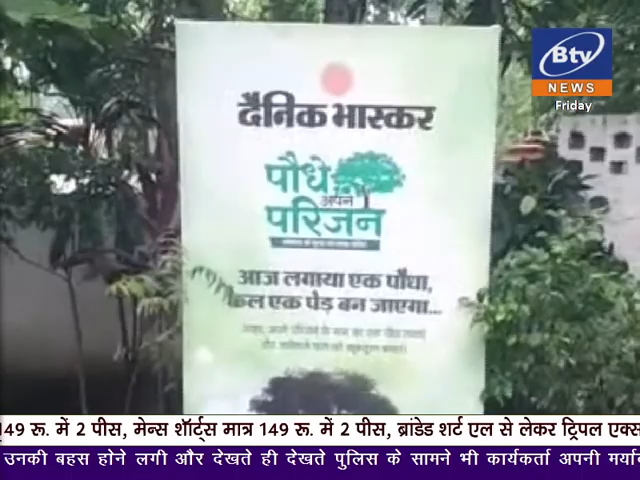 Btv
NEWS
Friday
दैनिक भास्कर
पौधे
अपने
परिजन
आज लगाया एक पौधा,
कल एक पेड़ बन जाएगा...
149 रू. में 2 पीस, मेन्स शॉर्ट्स मात्र 149 रू. में 2 पीस, ब्रांडेड शर्ट एल से लेकर ट्रिपल एक्स
उनकी बहस होने लगी और देखते ही देखते पुलिस के सामने भी कार्यकर्ता अपनी मर्या